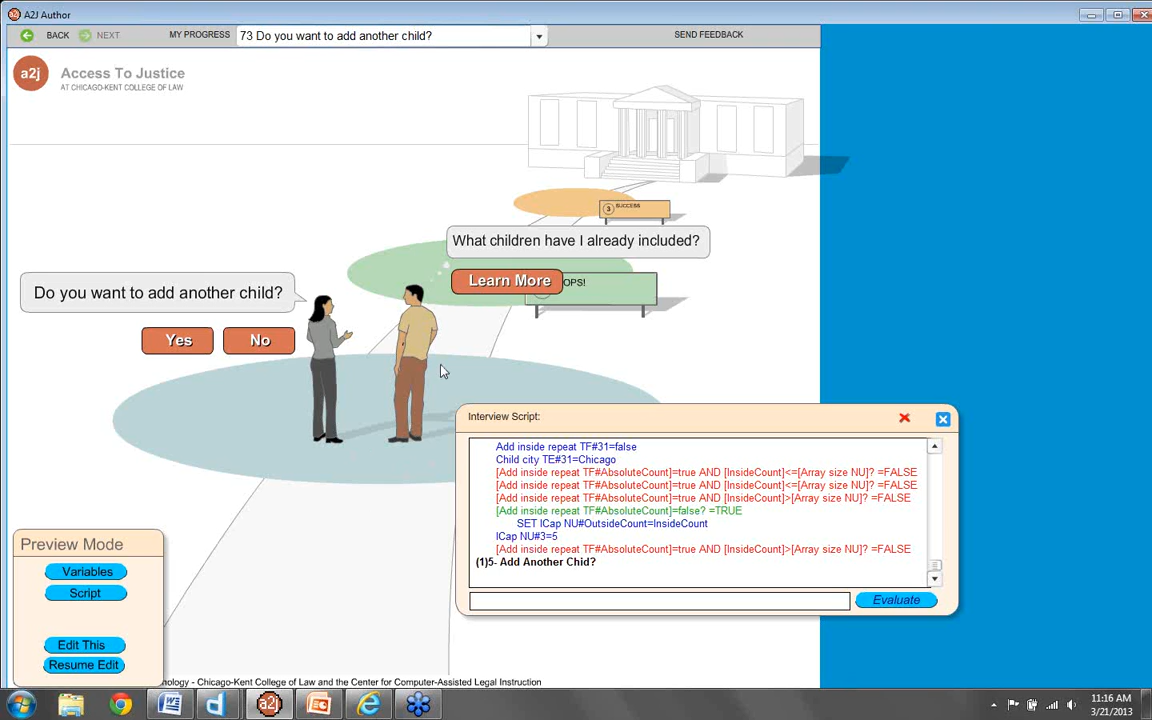 A2J Author
BACK
NEXT
MY PROGRESS
73 Do you want to add another child?
SEND FEEDBACK
a2j
Access To Justice
AT CHICAGO-KENT COLLEGE OF LAW
3
SUCCESS
What children have I already included?
Learn More
OOPS!
Do you want to add another child?
Yes
No
Interview Script:
Add inside repeat TF#31=false
Child city TE#31=Chicago
[Add inside repeat TF#AbsoluteCount]=true AND [InsideCount]<=[Array size NU]? =FALSE
[Add inside repeat TF#AbsoluteCount]=true AND [InsideCount]<=[Array size NU]? =FALSE
[Add inside repeat TF#AbsoluteCount]=true AND [InsideCount]>[Array size NU]? =FALSE
[Add inside repeat TF#AbsoluteCount]=false? =TRUE
SET ICap NU#OutsideCount=InsideCount
ICap NU#3=5
[Add inside repeat TF#AbsoluteCount]=true AND [InsideCount]>[Array size NU]? =FALSE
(1)5- Add Another Chid?
Evaluate
Preview Mode
Variables
Script
Edit This
Resume Edit
nology - Chicago-Kent College of Law and the Center for Computer-Assisted Legal Instruction
11:16 AM
3/21/2013